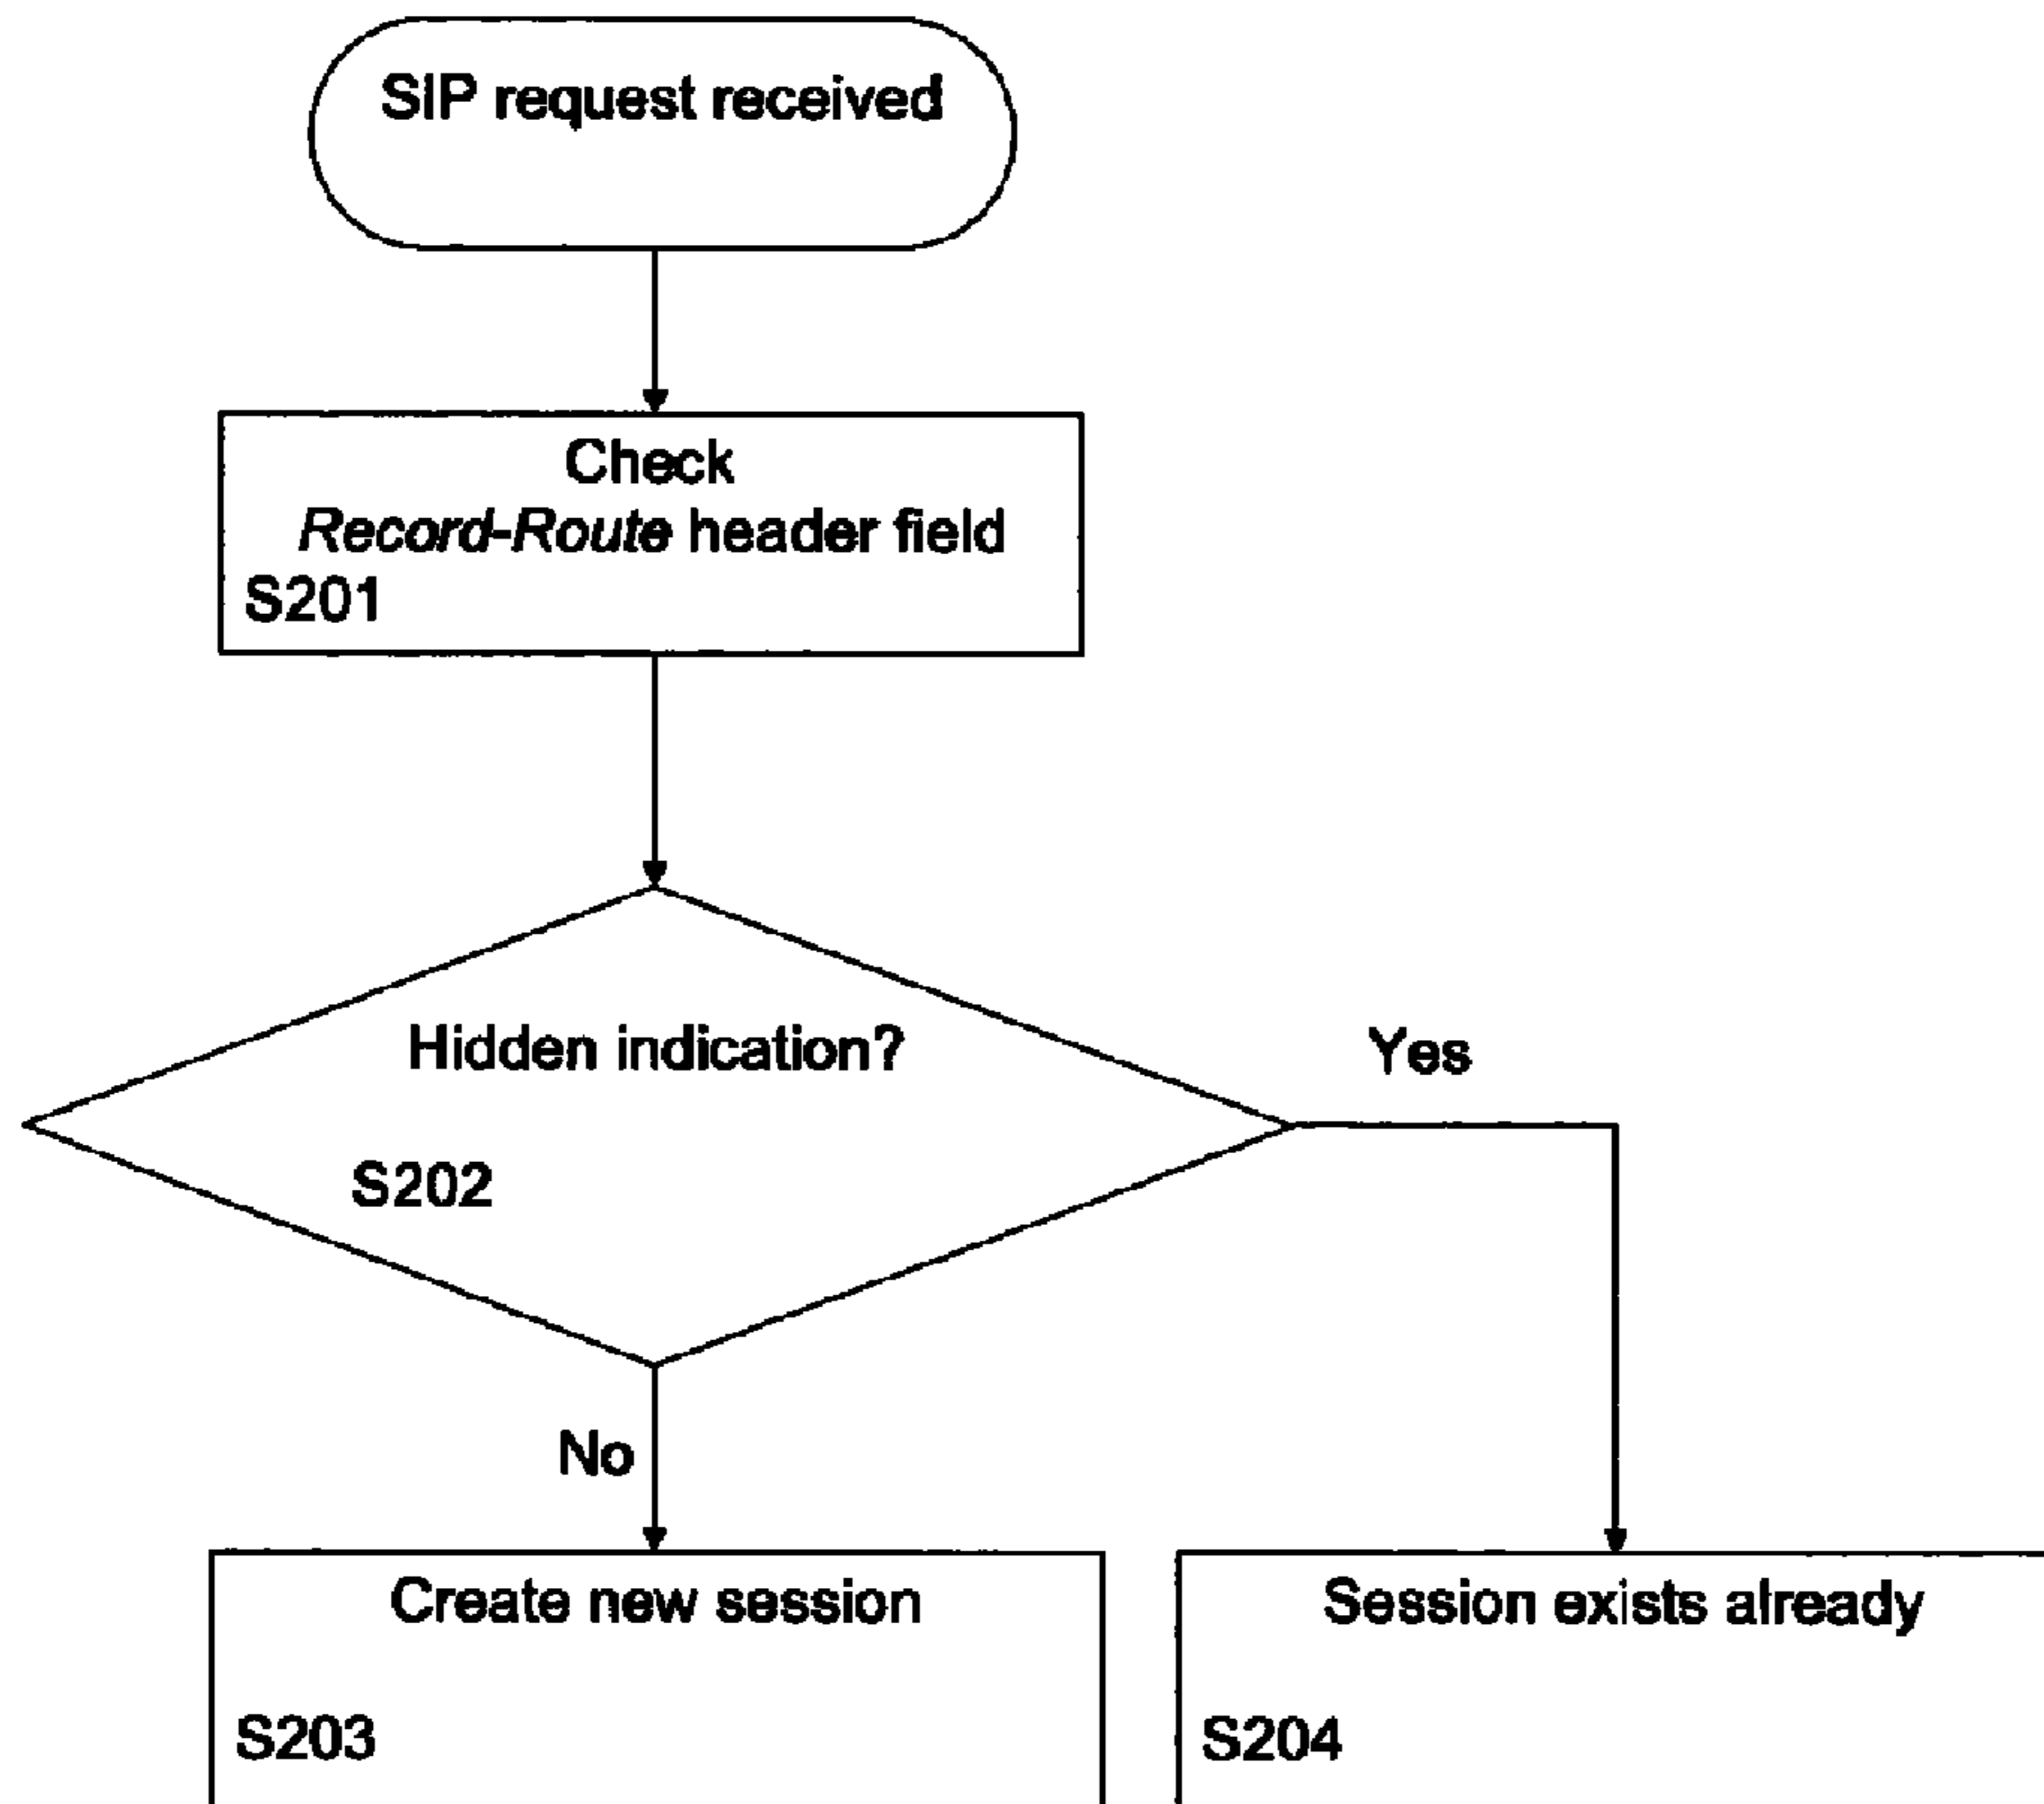 SIP request received
Check
Record-Route header field
S201
Hidden indication?
Yes
S202
No
Create new session
S203
Session exists already
S204